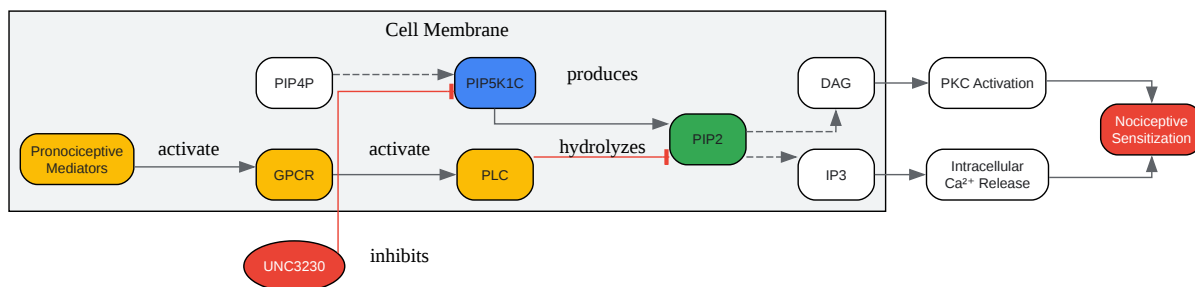 Cell Membrane
PIP4P
PIP5K1C
produces
DAG
PKC Activation
Pronociceptive
Mediators
activate
GPCR
activate
PLC
hydrolyzes
PIP2
IP3
Intracellular
Ca²⁺ Release
Nociceptive
Sensitization
UNC3230
inhibits